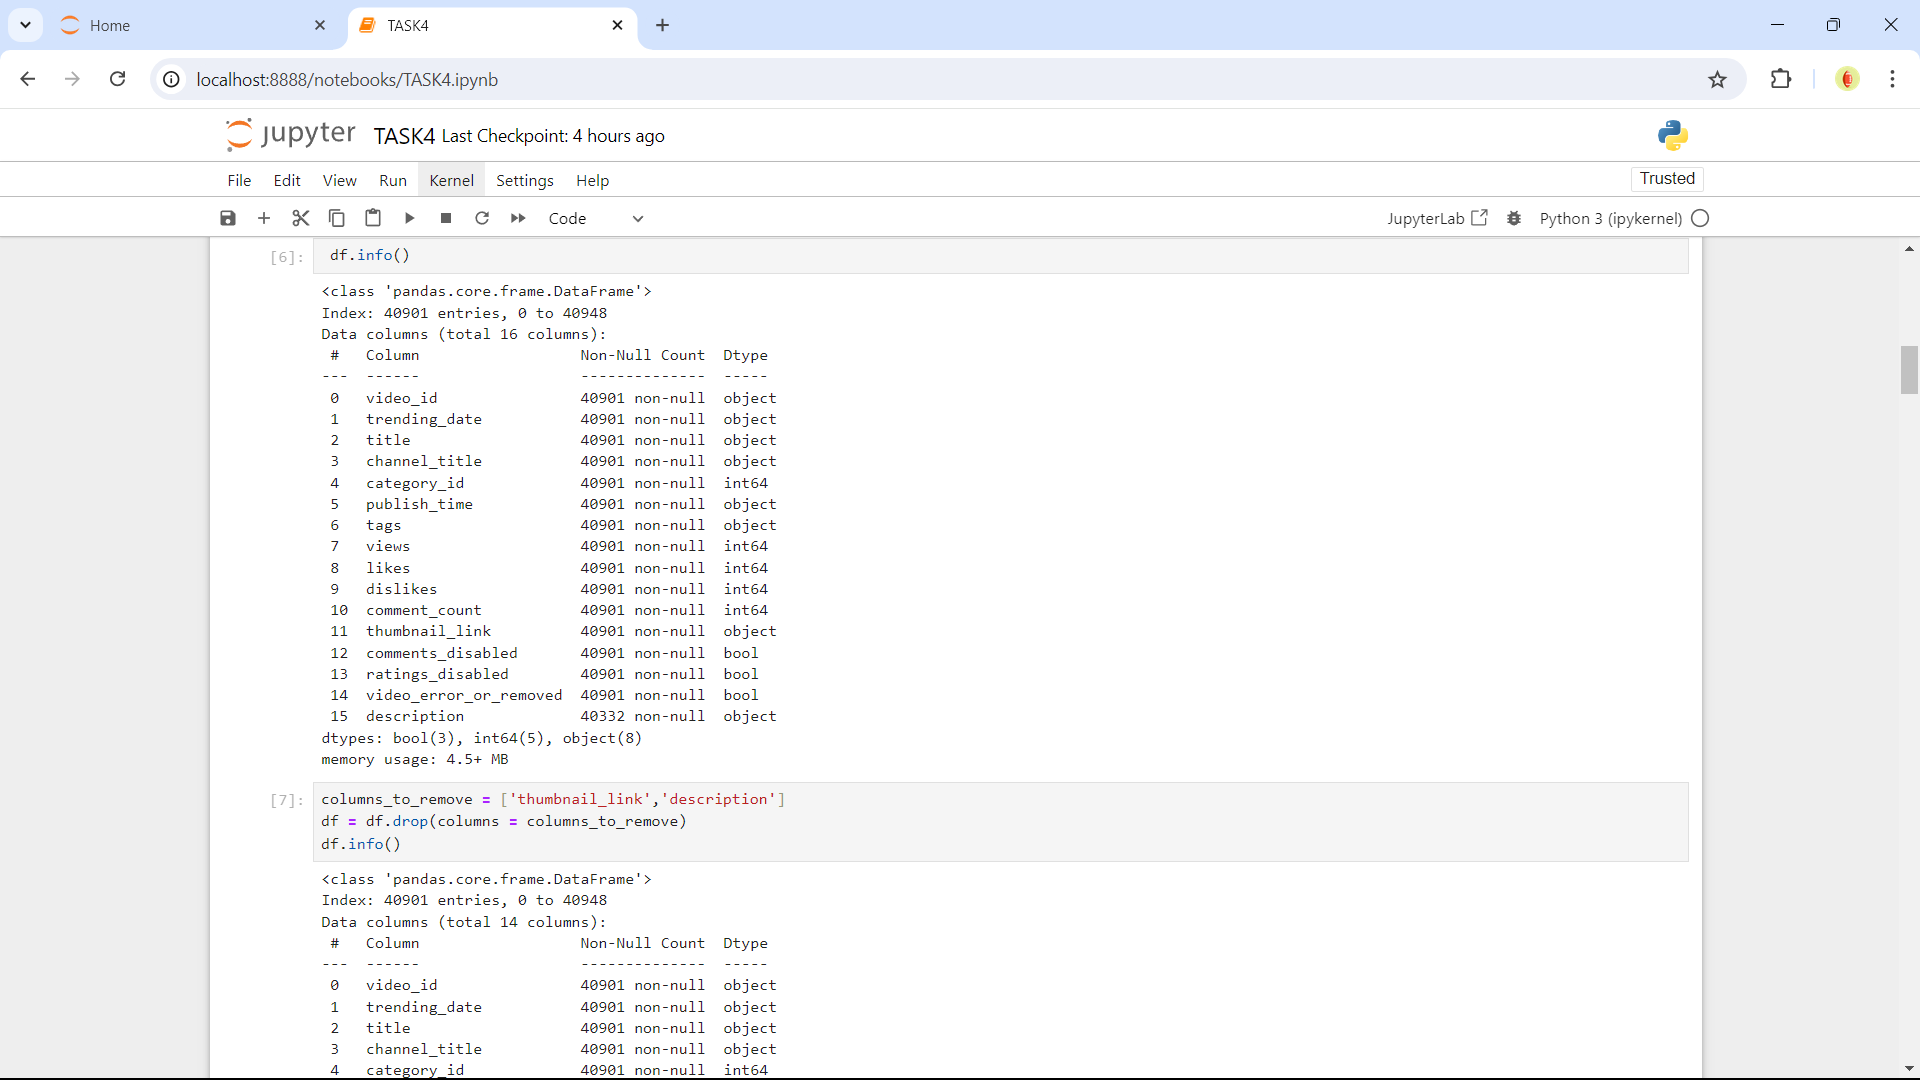 Home
TASK4
localhost:8888/notebooks/TASK4.ipynb
jupyter TASK4 Last Checkpoint: 4 hours ago
File Edit View Run Kernel Settings Help
Trusted
Code
JupyterLab
Python 3 (ipykernel)
[6]: df.info()
<class 'pandas.core.frame.DataFrame'>
Index: 40901 entries, 0 to 40948
Data columns (total 16 columns):
 #   Column                  Non-Null Count  Dtype
---  ------                  --------------  -----
 0   video_id                40901 non-null  object
 1   trending_date           40901 non-null  object
 2   title                   40901 non-null  object
 3   channel_title           40901 non-null  object
 4   category_id             40901 non-null  int64
 5   publish_time            40901 non-null  object
 6   tags                    40901 non-null  object
 7   views                   40901 non-null  int64
 8   likes                   40901 non-null  int64
 9   dislikes                40901 non-null  int64
 10  comment_count           40901 non-null  int64
 11  thumbnail_link          40901 non-null  object
 12  comments_disabled       40901 non-null  bool
 13  ratings_disabled        40901 non-null  bool
 14  video_error_or_removed  40901 non-null  bool
 15  description             40332 non-null  object
dtypes: bool(3), int64(5), object(8)
memory usage: 4.5+ MB
[7]: columns_to_remove = ['thumbnail_link','description']
df = df.drop(columns = columns_to_remove)
df.info()
<class 'pandas.core.frame.DataFrame'>
Index: 40901 entries, 0 to 40948
Data columns (total 14 columns):
 #   Column                  Non-Null Count  Dtype
---  ------                  --------------  -----
 0   video_id                40901 non-null  object
 1   trending_date           40901 non-null  object
 2   title                   40901 non-null  object
 3   channel_title           40901 non-null  object
 4   category_id             40901 non-null  int64